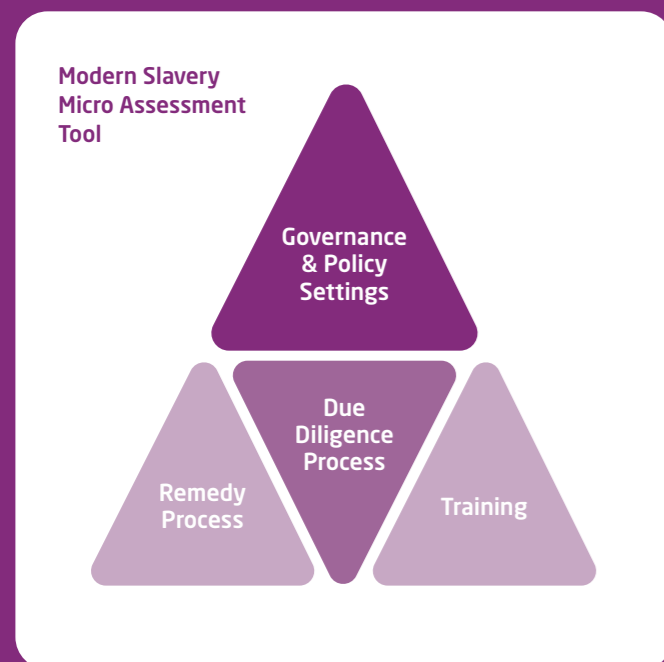 Modern Slavery
Micro Assessment
Tool
Governance
& Policy
Settings
Due
Diligence
Process
Remedy
Process
Training